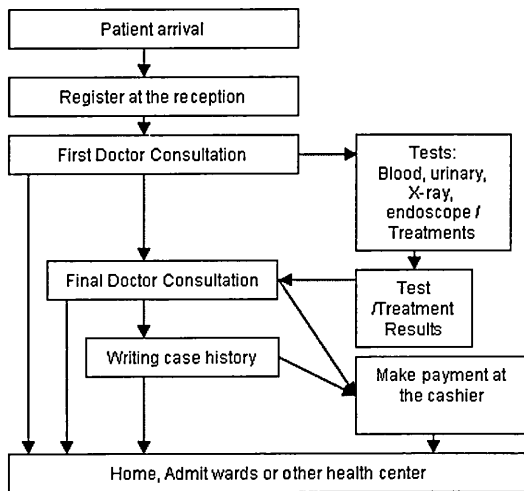 Patient arrival
Register at the reception
First Doctor Consultation
Tests:
Blood, urinary,
X-ray,
endoscope /
Treatments
Final Doctor Consultation
Test
/Treatment
Results
Writing case history
Make payment at
the cashier
Home, Admit wards or other health center